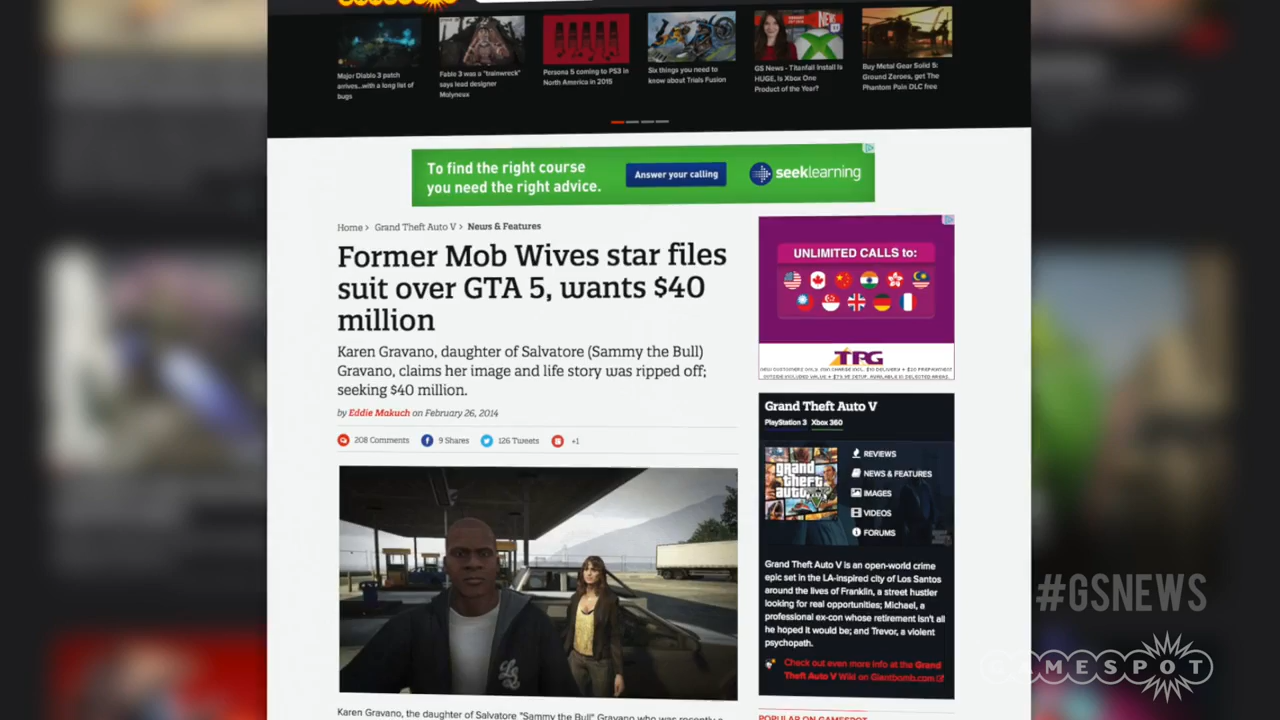 Major Diablo 3 patch
arrives...with a long list of
bugs
Fable 3 was a "trainwreck"
says lead designer
Molyneux
Persona 5 coming to PS3 in
North America in 2015
Six things you need to
know about Trials Fusion
NEWS
GS News - Titanfall Install Is
HUGE, Is Xbox One
Product of the Year?
Buy Metal Gear Solid 5:
Ground Zeroes, get The
Phantom Pain DLC free
To find the right course
you need the right advice.
Answer your calling
seeklearning
Home > Grand Theft Auto V > News & Features
Former Mob Wives star files
suit over GTA 5, wants $40
million
Karen Gravano, daughter of Salvatore (Sammy the Bull)
Gravano, claims her image and life story was ripped off;
seeking $40 million.
by Eddie Makuch on February 26, 2014
208 Comments
9 Shares
126 Tweets
+1
Karen Gravano, the daughter of Salvatore "Sammy the Bull" Gravano who was recently a
UNLIMITED CALLS to:
TPG
Grand Theft Auto V
PlayStation 3 Xbox 360
grand
theft
auto
REVIEWS
NEWS & FEATURES
IMAGES
VIDEOS
FORUMS
Grand Theft Auto V is an open-world crime
epic set in the LA-inspired city of Los Santos
around the lives of Franklin, a street hustler
looking for real opportunities; Michael, a
professional ex-con whose retirement isn't all
he hoped it would be; and Trevor, a violent
psychopath.
Check out even more info at the Grand
Theft Auto V Wiki on Giantbomb.com
POPULAR ON GAMESPOT
#GSNEWS
GAMESPOT